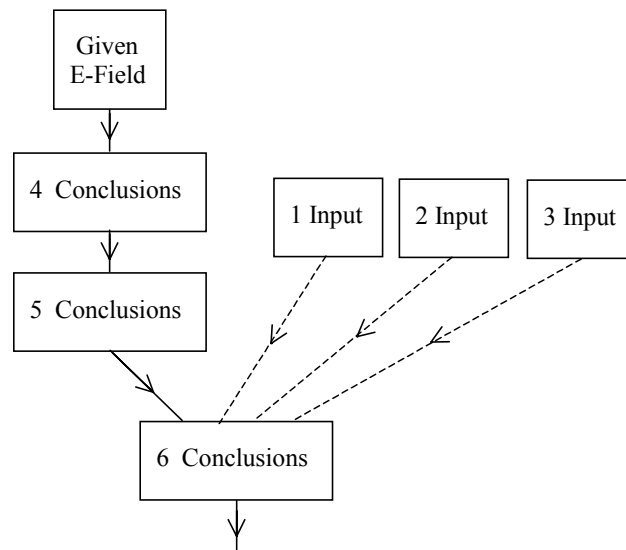 Given
E-Field
4 Conclusions
1 Input
2 Input
3 Input
5 Conclusions
6 Conclusions